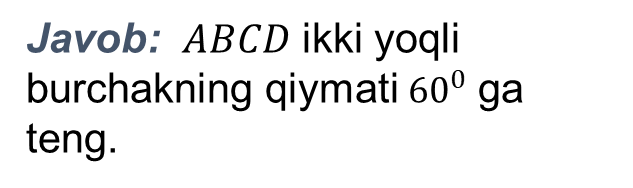 Javob: ABCD ikki yoqli
burchakning qiymati 60⁰ ga
teng.